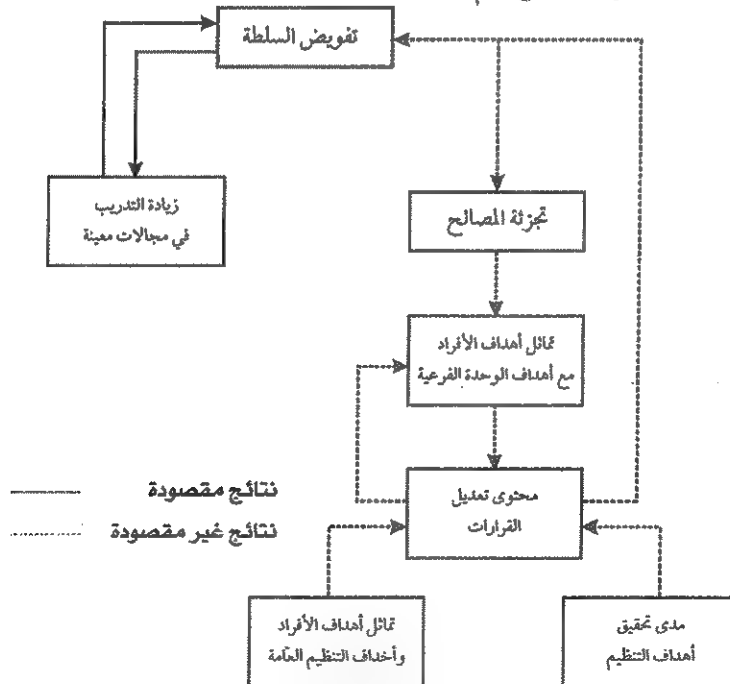 تفويض السلطة
زيادة التدريب
في مجالات معينة
تجزئة المصالح
تماثل أهداف الأفراد
مع أهداف الوحدة الفرعية
محتوى تعديل
القرارات
نتائج مقصودة
نتائج غير مقصودة
تماثل أهداف الأفراد
وأخداف التنظيم العامة
مدى تحقيق
أهداف التنظيم